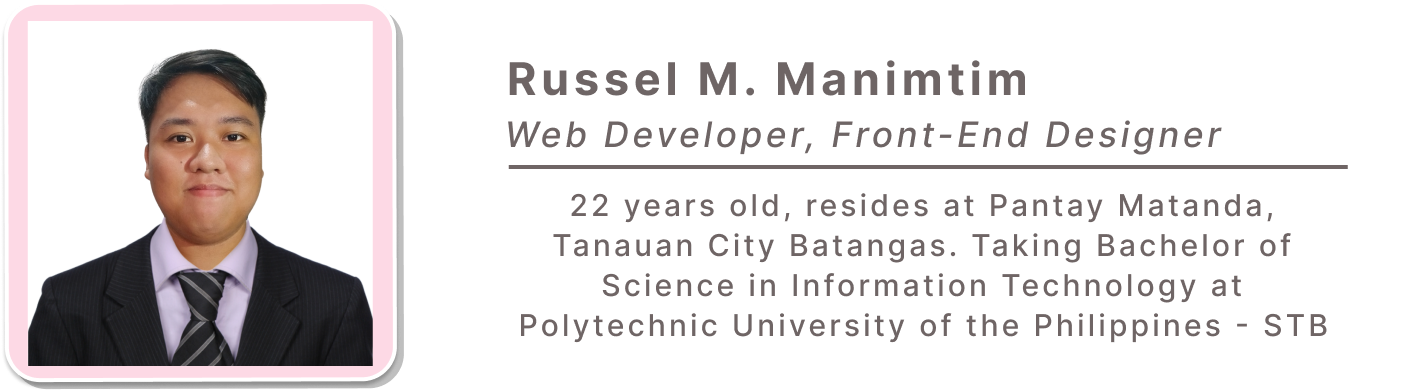 Russel M. Manimtim
Web Developer, Front-End Designer
22 years old, resides at Pantay Matanda,
Tanauan City Batangas. Taking Bachelor of
Science in Information Technology at
Polytechnic University of the Philippines - STB